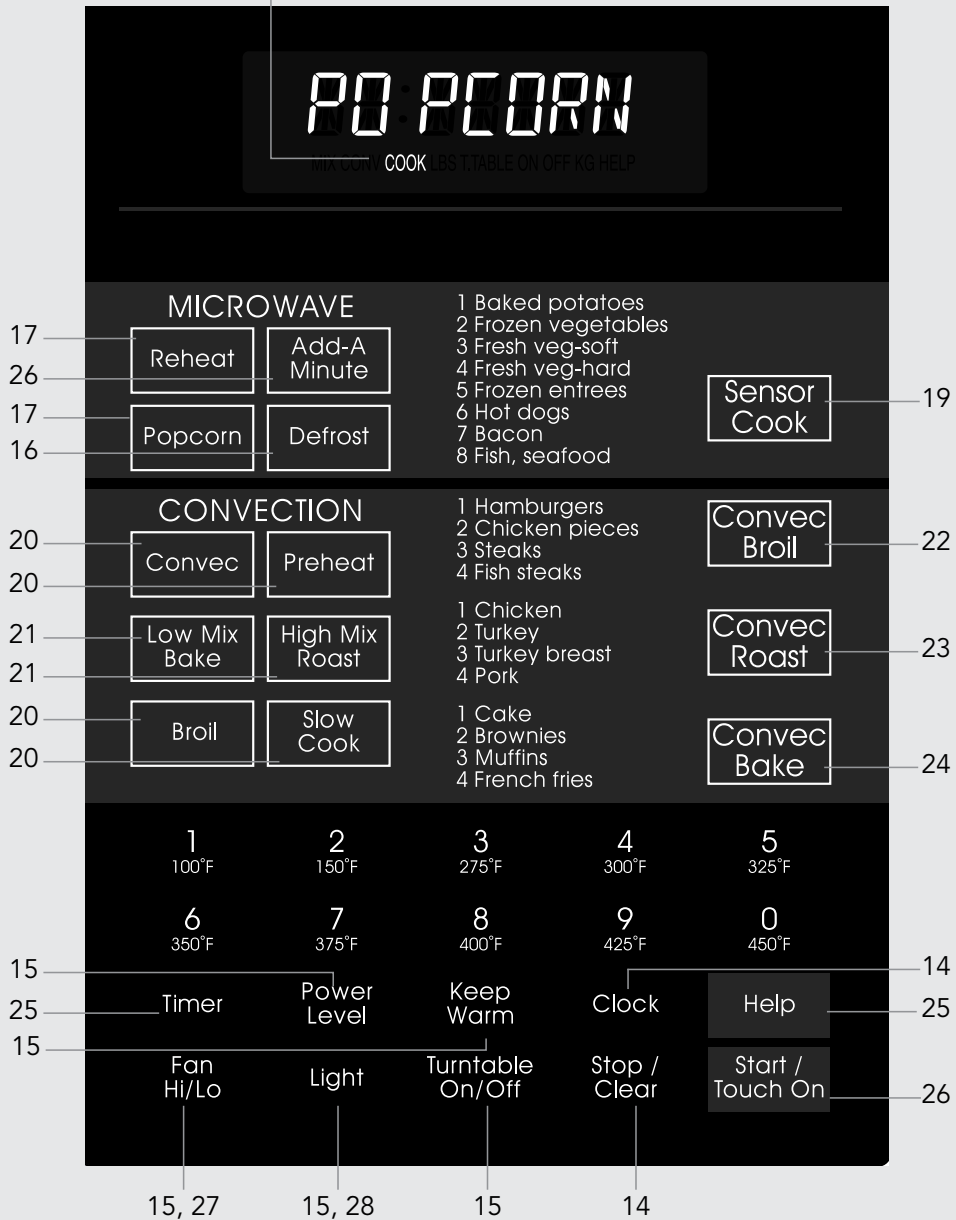 PO PCORN
MIX CONV COOK LBS T.TABLE ON OFF KG HELP
MICROWAVE
17
Reheat
26
Add-A
Minute
17
Popcorn
16
Defrost
1 Baked potatoes
2 Frozen vegetables
3 Fresh veg-soft
4 Fresh veg-hard
5 Frozen entrees
6 Hot dogs
7 Bacon
8 Fish, seafood
Sensor
Cook
19
CONVECTION
20
Convec
20
Preheat
21
Low Mix
Bake
21
High Mix
Roast
20
Broil
20
Slow
Cook
1 Hamburgers
2 Chicken pieces
3 Steaks
4 Fish steaks
Convec
Broil
22
1 Chicken
2 Turkey
3 Turkey breast
4 Pork
Convec
Roast
23
1 Cake
2 Brownies
3 Muffins
4 French fries
Convec
Bake
24
1 2 3 4 5
100°F 150°F 275°F 300°F 325°F
6 7 8 9 0
350°F 375°F 400°F 425°F 450°F
15
25
15
Timer
Power
Level
Keep
Warm
Clock
14
Help
25
Fan
Hi/Lo
Light
Turntable
On/Off
Stop /
Clear
Start /
Touch On
26
15, 27 15, 28 15 14